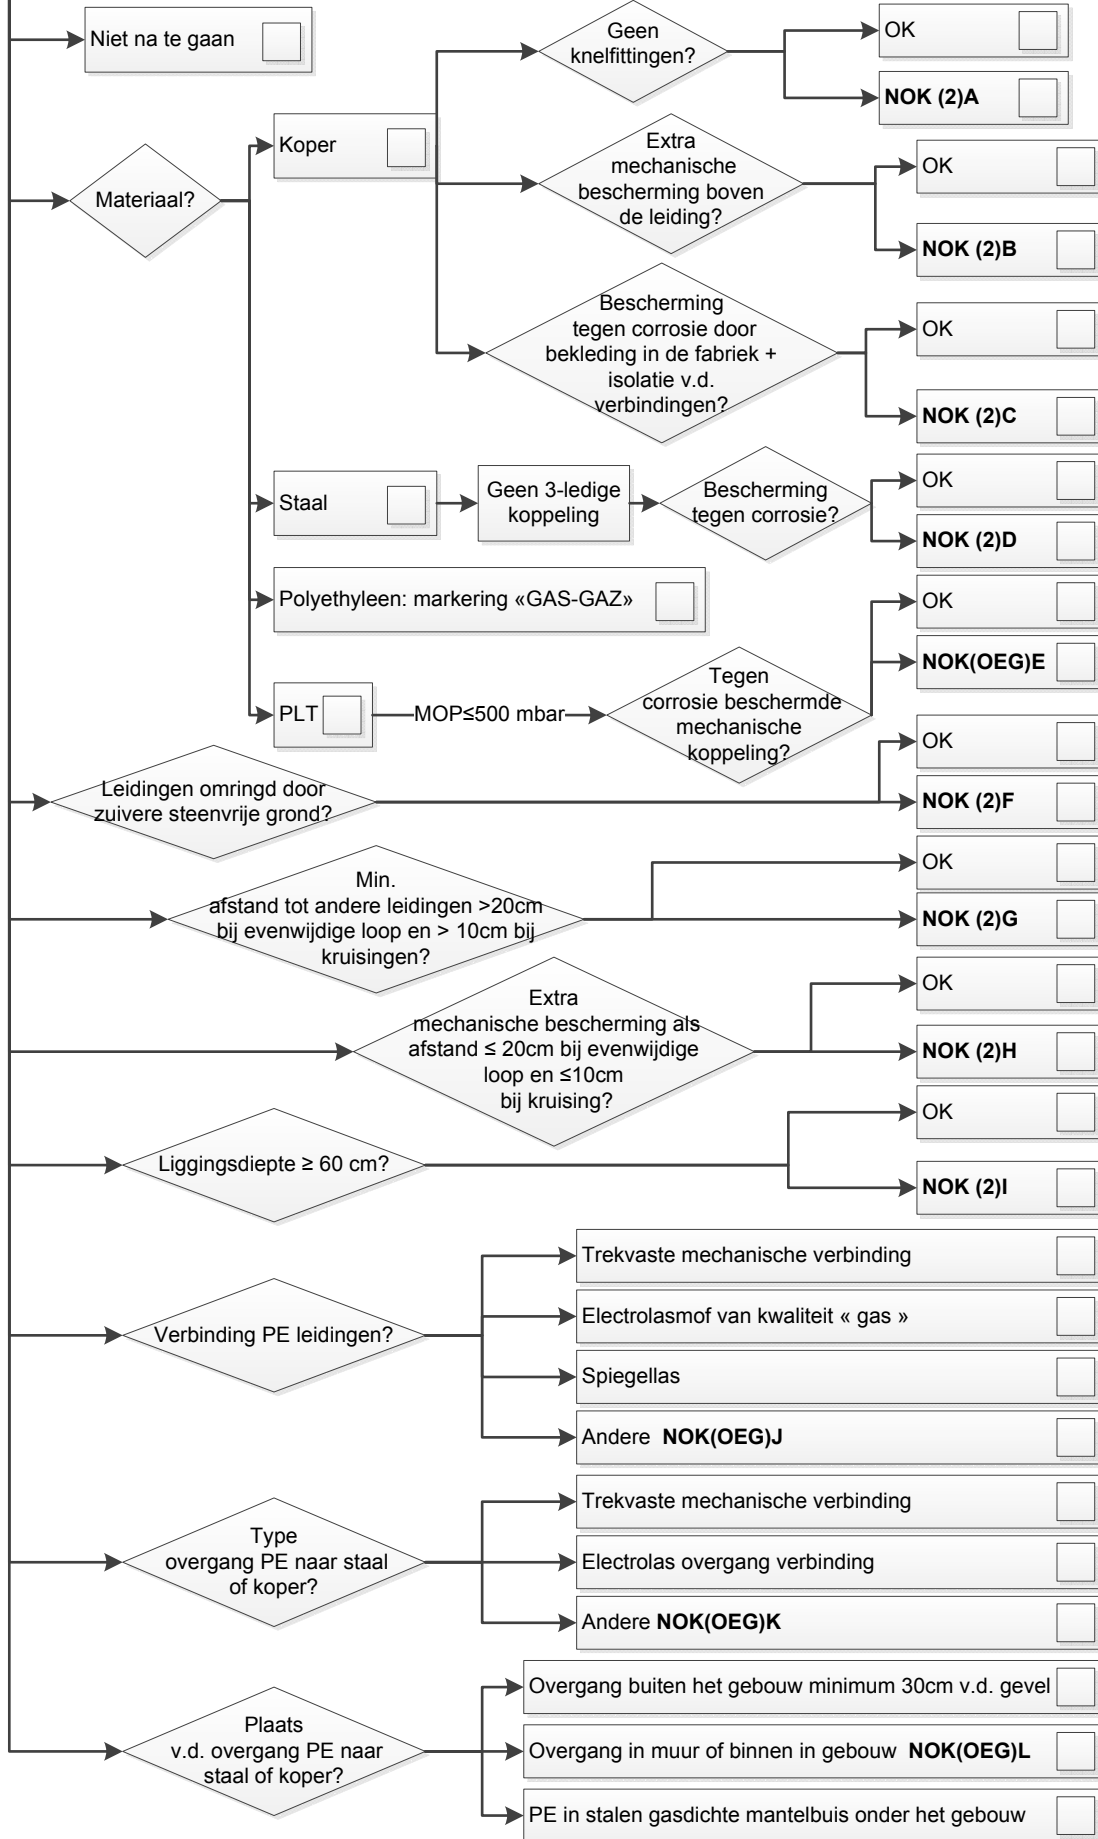 Niet na te gaan
Geen
knelfittingen?
OK
NOK (2)A
Materiaal?
Koper
Extra
mechanische
bescherming boven
de leiding?
OK
NOK (2)B
Bescherming
tegen corrosie door
bekleding in de fabriek +
isolatie v.d.
verbindingen?
OK
NOK (2)C
Staal
Geen 3-ledige
koppeling
Bescherming
tegen corrosie?
OK
NOK (2)D
Polyethyleen: markering «GAS-GAZ»
PLT
MOP≤500 mbar
Tegen
corrosie beschermde
mechanische
koppeling?
OK
NOK(OEG)E
Leidingen omringd door
zuivere steenvrije grond?
OK
NOK (2)F
Min.
afstand tot andere leidingen >20cm
bij evenwijdige loop en > 10cm bij
kruisingen?
OK
NOK (2)G
Extra
mechanische bescherming als
afstand ≤ 20cm bij evenwijdige
loop en ≤10cm
bij kruising?
OK
NOK (2)H
Liggingsdiepte ≥ 60 cm?
OK
NOK (2)I
Verbinding PE leidingen?
Trekvaste mechanische verbinding
Electrolasmof van kwaliteit « gas »
Spiegellas
Andere NOK(OEG)J
Type
overgang PE naar staal
of koper?
Trekvaste mechanische verbinding
Electrolas overgang verbinding
Andere NOK(OEG)K
Plaats
v.d. overgang PE naar
staal of koper?
Overgang buiten het gebouw minimum 30cm v.d. gevel
Overgang in muur of binnen in gebouw NOK(OEG)L
PE in stalen gasdichte mantelbuis onder het gebouw